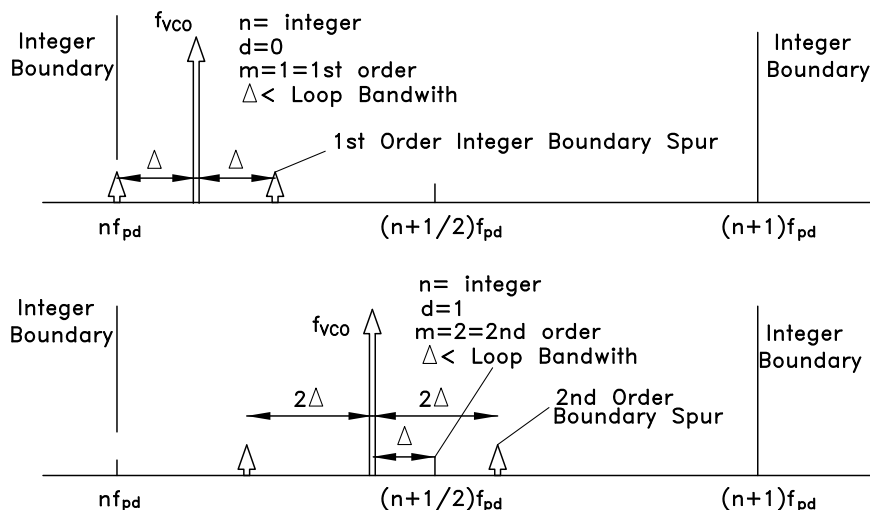 Integer
Boundary
fVCO
n= integer
d=0
m=1=1st order
Δ< Loop Bandwith
Integer
Boundary
Δ
Δ
1st Order Integer Boundary Spur
nfpd
(n+1/2)fpd
(n+1)fpd
Integer
Boundary
fVCO
n= integer
d=1
m=2=2nd order
Δ< Loop Bandwith
Integer
Boundary
2Δ
2Δ
2nd Order
Boundary Spur
Δ
nfpd
(n+1/2)fpd
(n+1)fpd